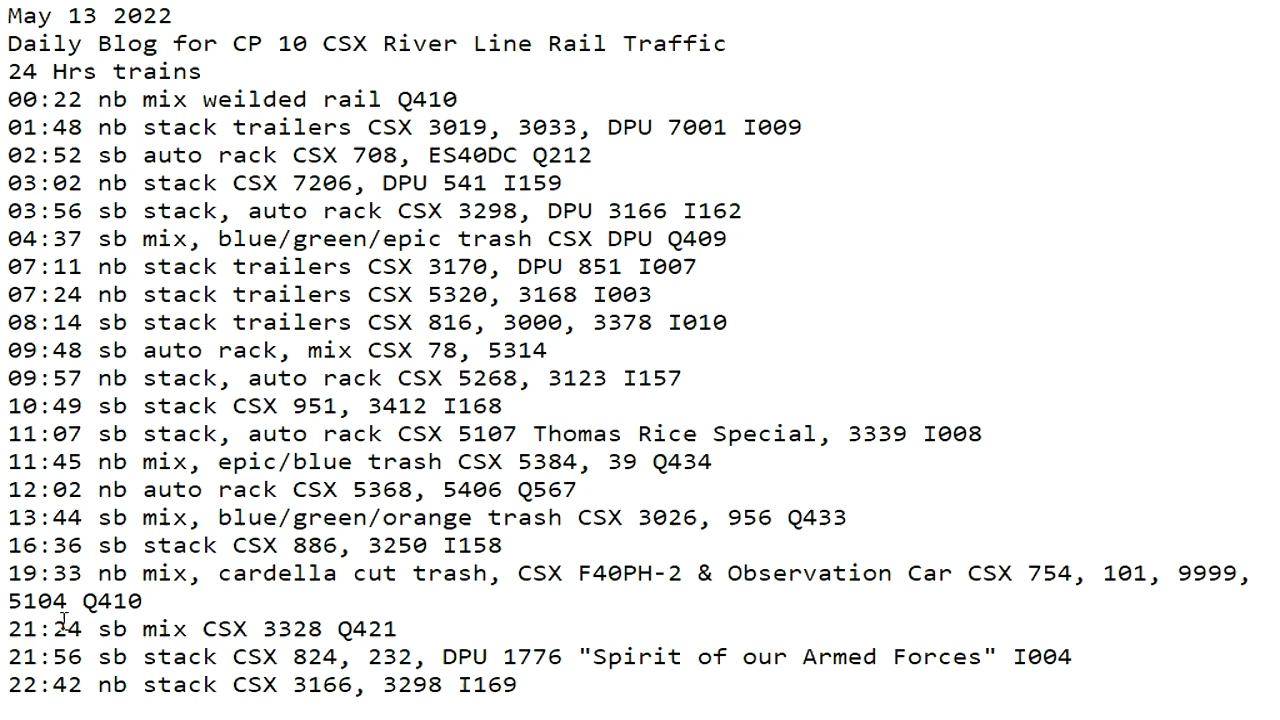 May 13 2022
Daily Blog for CP 10 CSX River Line Rail Traffic
24 Hrs trains
00:22 nb mix weilded rail Q410
01:48 nb stack trailers CSX 3019, 3033, DPU 7001 I009
02:52 sb auto rack CSX 708, ES40DC Q212
03:02 nb stack CSX 7206, DPU 541 I159
03:56 sb stack, auto rack CSX 3298, DPU 3166 I162
04:37 sb mix, blue/green/epic trash CSX DPU Q409
07:11 nb stack trailers CSX 3170, DPU 851 I007
07:24 nb stack trailers CSX 5320, 3168 I003
08:14 sb stack trailers CSX 816, 3000, 3378 I010
09:48 sb auto rack, mix CSX 78, 5314
09:57 nb stack, auto rack CSX 5268, 3123 I157
10:49 sb stack CSX 951, 3412 I168
11:07 sb stack, auto rack CSX 5107 Thomas Rice Special, 3339 I008
11:45 nb mix, epic/blue trash CSX 5384, 39 Q434
12:02 nb auto rack CSX 5368, 5406 Q567
13:44 sb mix, blue/green/orange trash CSX 3026, 956 Q433
16:36 sb stack CSX 886, 3250 I158
19:33 nb mix, cardella cut trash, CSX F40PH-2 & Observation Car CSX 754, 101, 9999,
5104 Q410
21:24 sb mix CSX 3328 Q421
21:56 sb stack CSX 824, 232, DPU 1776 "Spirit of our Armed Forces" I004
22:42 nb stack CSX 3166, 3298 I169